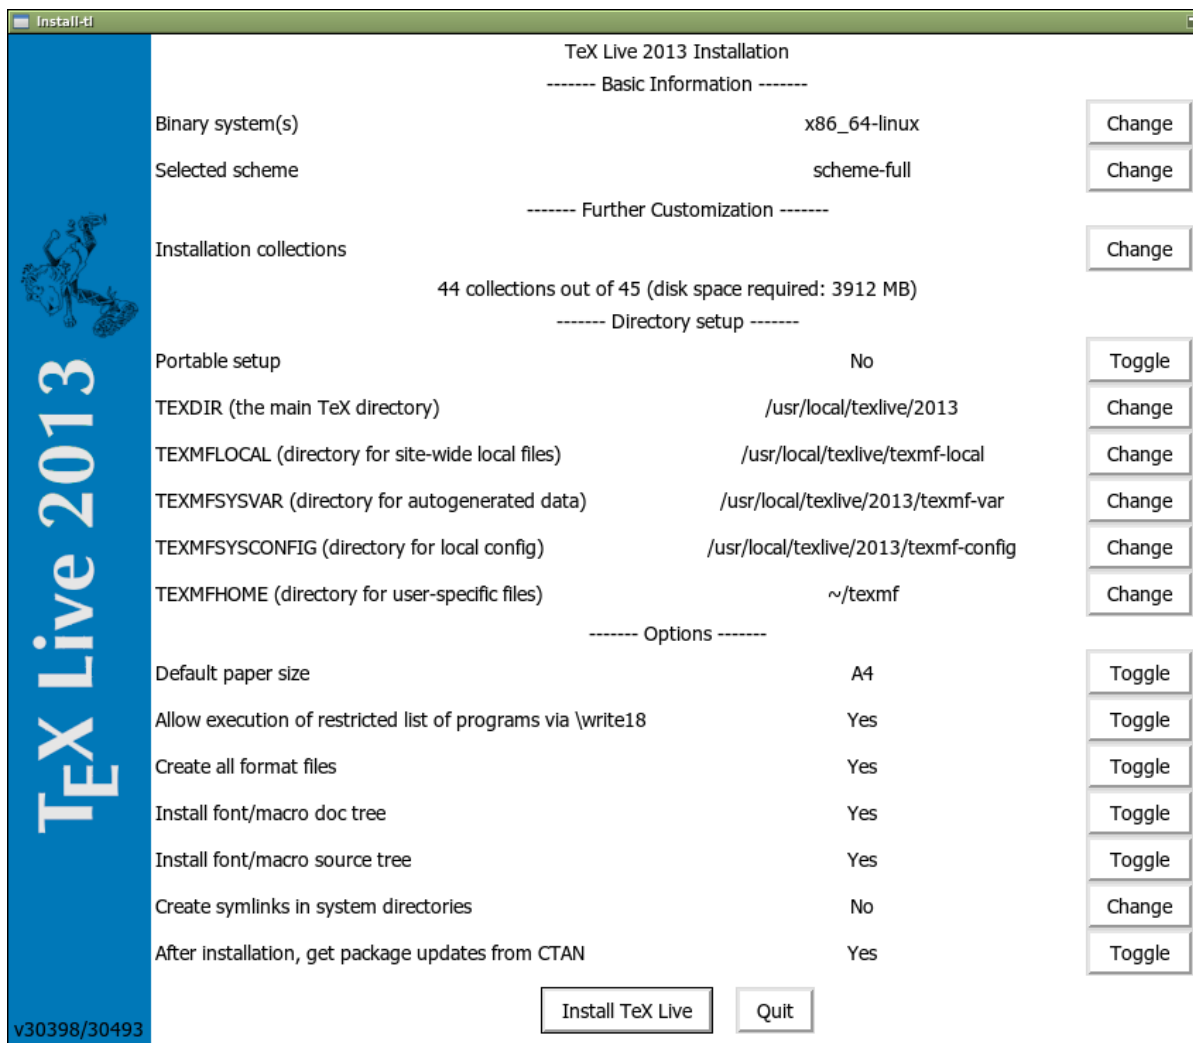 Install-tl
TeX Live 2013 Installation
------- Basic Information -------
Binary system(s) x86_64-linux Change
Selected scheme scheme-full Change
------- Further Customization -------
Installation collections Change
44 collections out of 45 (disk space required: 3912 MB)
------- Directory setup -------
Portable setup No Toggle
TEXDIR (the main TeX directory) /usr/local/texlive/2013 Change
TEXMFLOCAL (directory for site-wide local files) /usr/local/texlive/texmf-local Change
TEXMFSYSVAR (directory for autogenerated data) /usr/local/texlive/2013/texmf-var Change
TEXMFSYSCONFIG (directory for local config) /usr/local/texlive/2013/texmf-config Change
TEXMFHOME (directory for user-specific files) ~/texmf Change
------- Options -------
Default paper size A4 Toggle
Allow execution of restricted list of programs via \write18 Yes Toggle
Create all format files Yes Toggle
Install font/macro doc tree Yes Toggle
Install font/macro source tree Yes Toggle
Create symlinks in system directories No Change
After installation, get package updates from CTAN Yes Toggle
Install TeX Live Quit
TEX Live 2013
v30398/30493